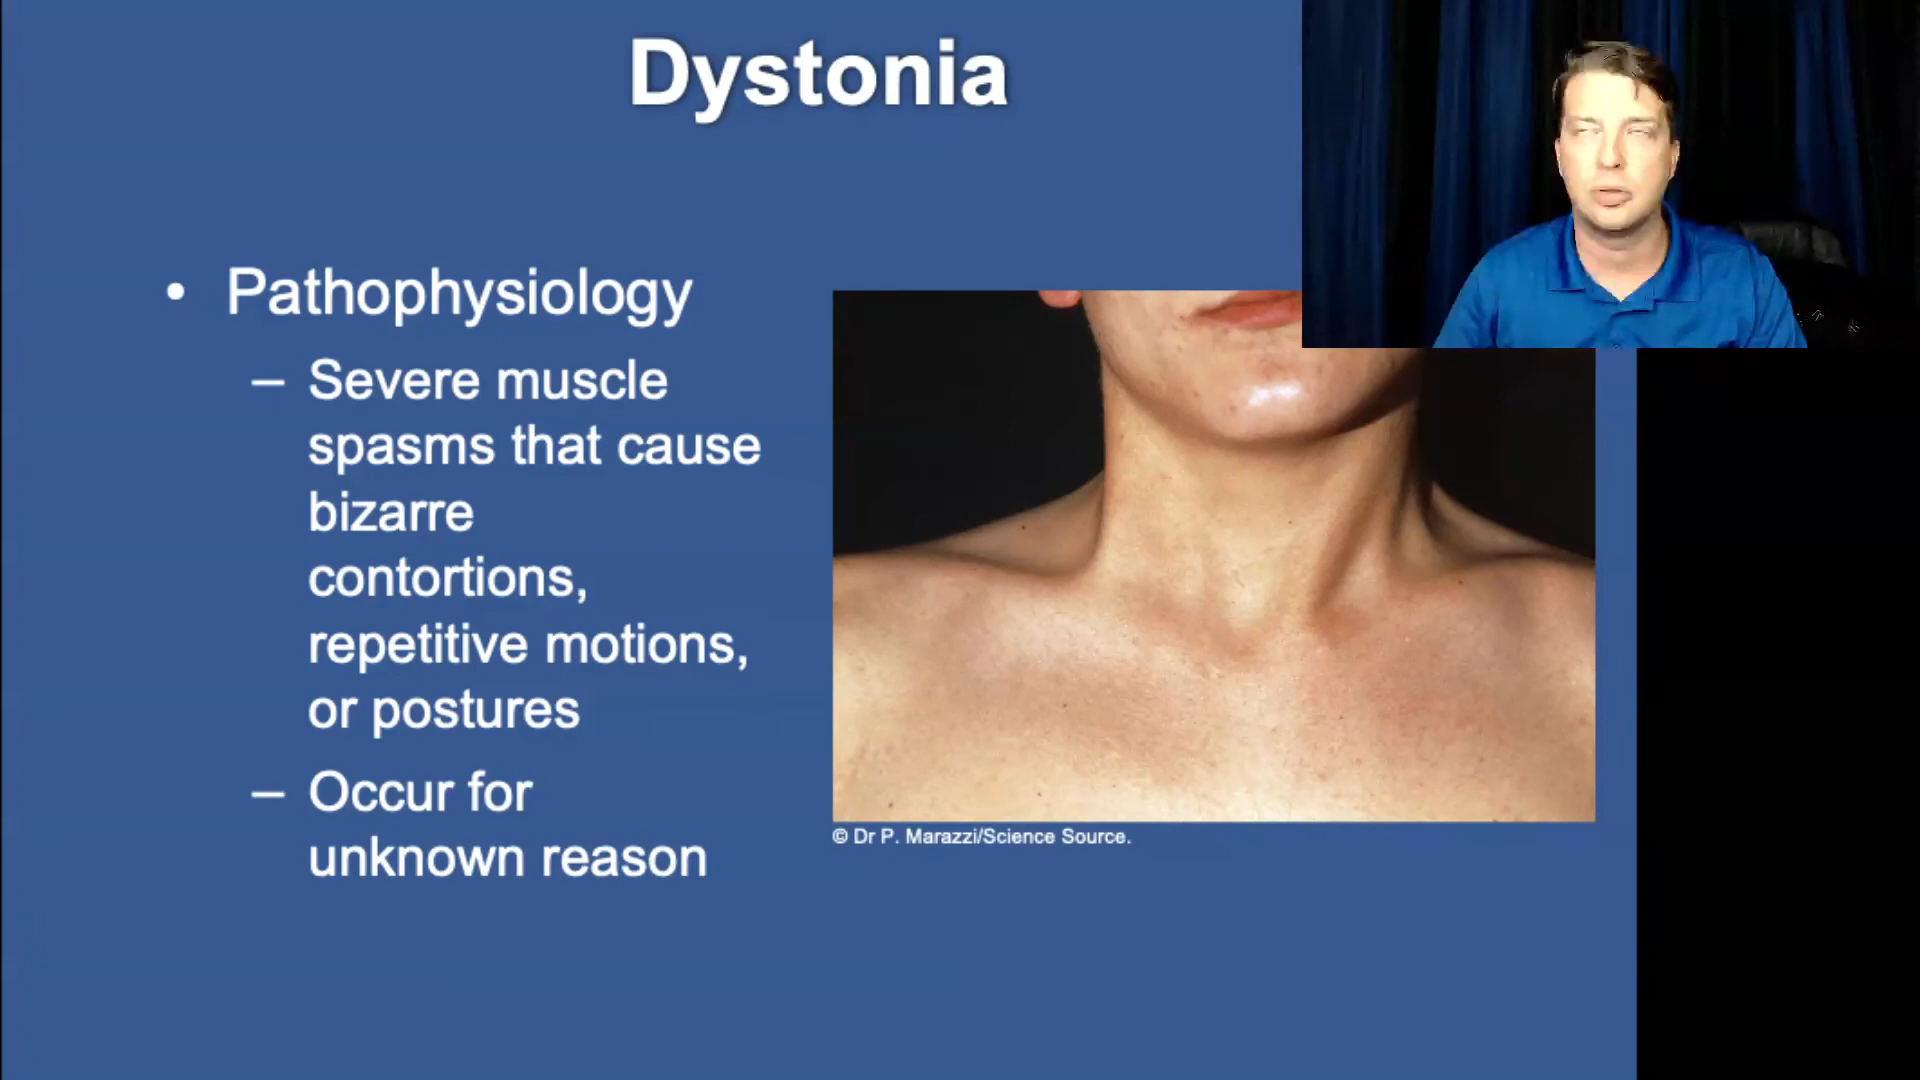 Dystonia
• Pathophysiology
– Severe muscle
spasms that cause
bizarre
contortions,
repetitive motions,
or postures
– Occur for
unknown reason
© Dr P. Marazzi/Science Source.